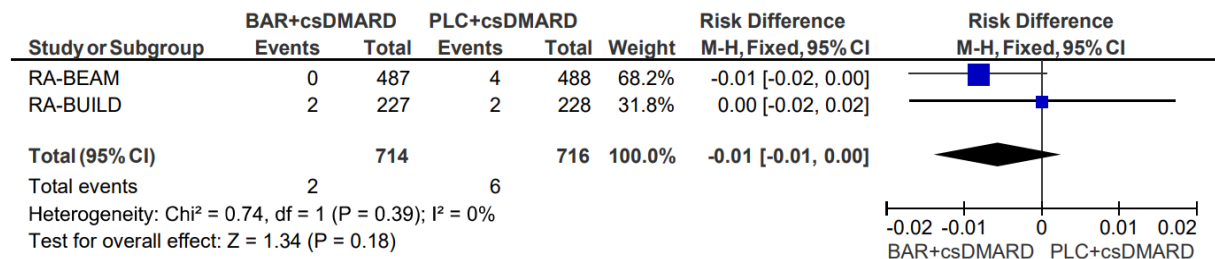 BAR+csDMARD PLC+csDMARD Risk Difference Risk Difference
Study or Subgroup Events Total Events Total Weight M-H, Fixed, 95% CI M-H, Fixed, 95% CI
RA-BEAM 0 487 4 488 68.2% -0.01 [-0.02, 0.00]
RA-BUILD 2 227 2 228 31.8% 0.00 [-0.02, 0.02]
Total (95% CI) 714 716 100.0% -0.01 [-0.01, 0.00]
Total events 2 6
Heterogeneity: Chi² = 0.74, df = 1 (P = 0.39); I² = 0%
Test for overall effect: Z = 1.34 (P = 0.18)
-0.02 -0.01 0 0.01 0.02
BAR+csDMARD PLC+csDMARD